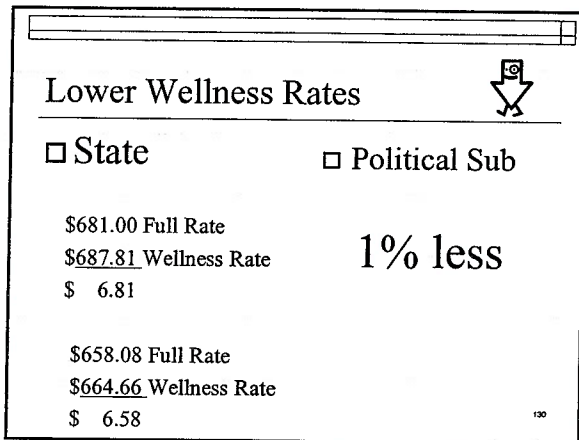 Lower Wellness Rates
State
Political Sub
$681.00 Full Rate
$687.81 Wellness Rate
$ 6.81
1% less
$658.08 Full Rate
$664.66 Wellness Rate
$ 6.58
130